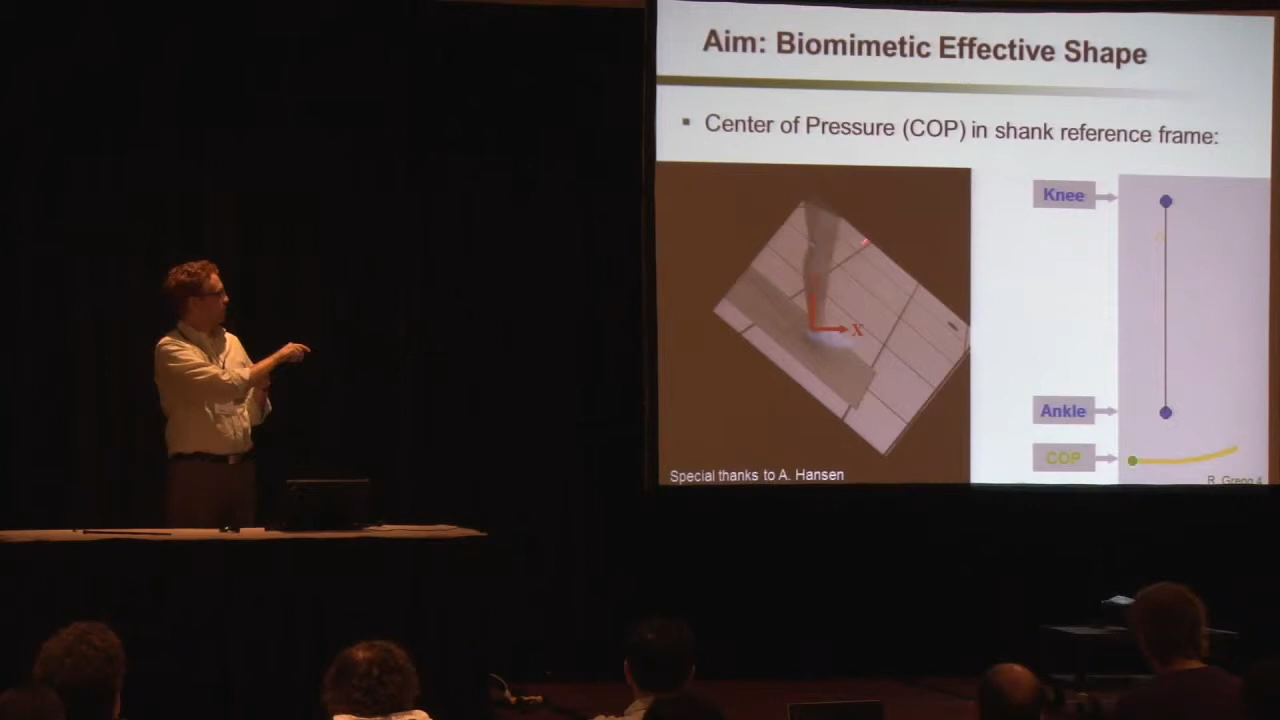 Aim: Biomimetic Effective Shape
▪ Center of Pressure (COP) in shank reference frame:
Knee
X
Ankle
COP
Special thanks to A. Hansen
R. Gregg 4